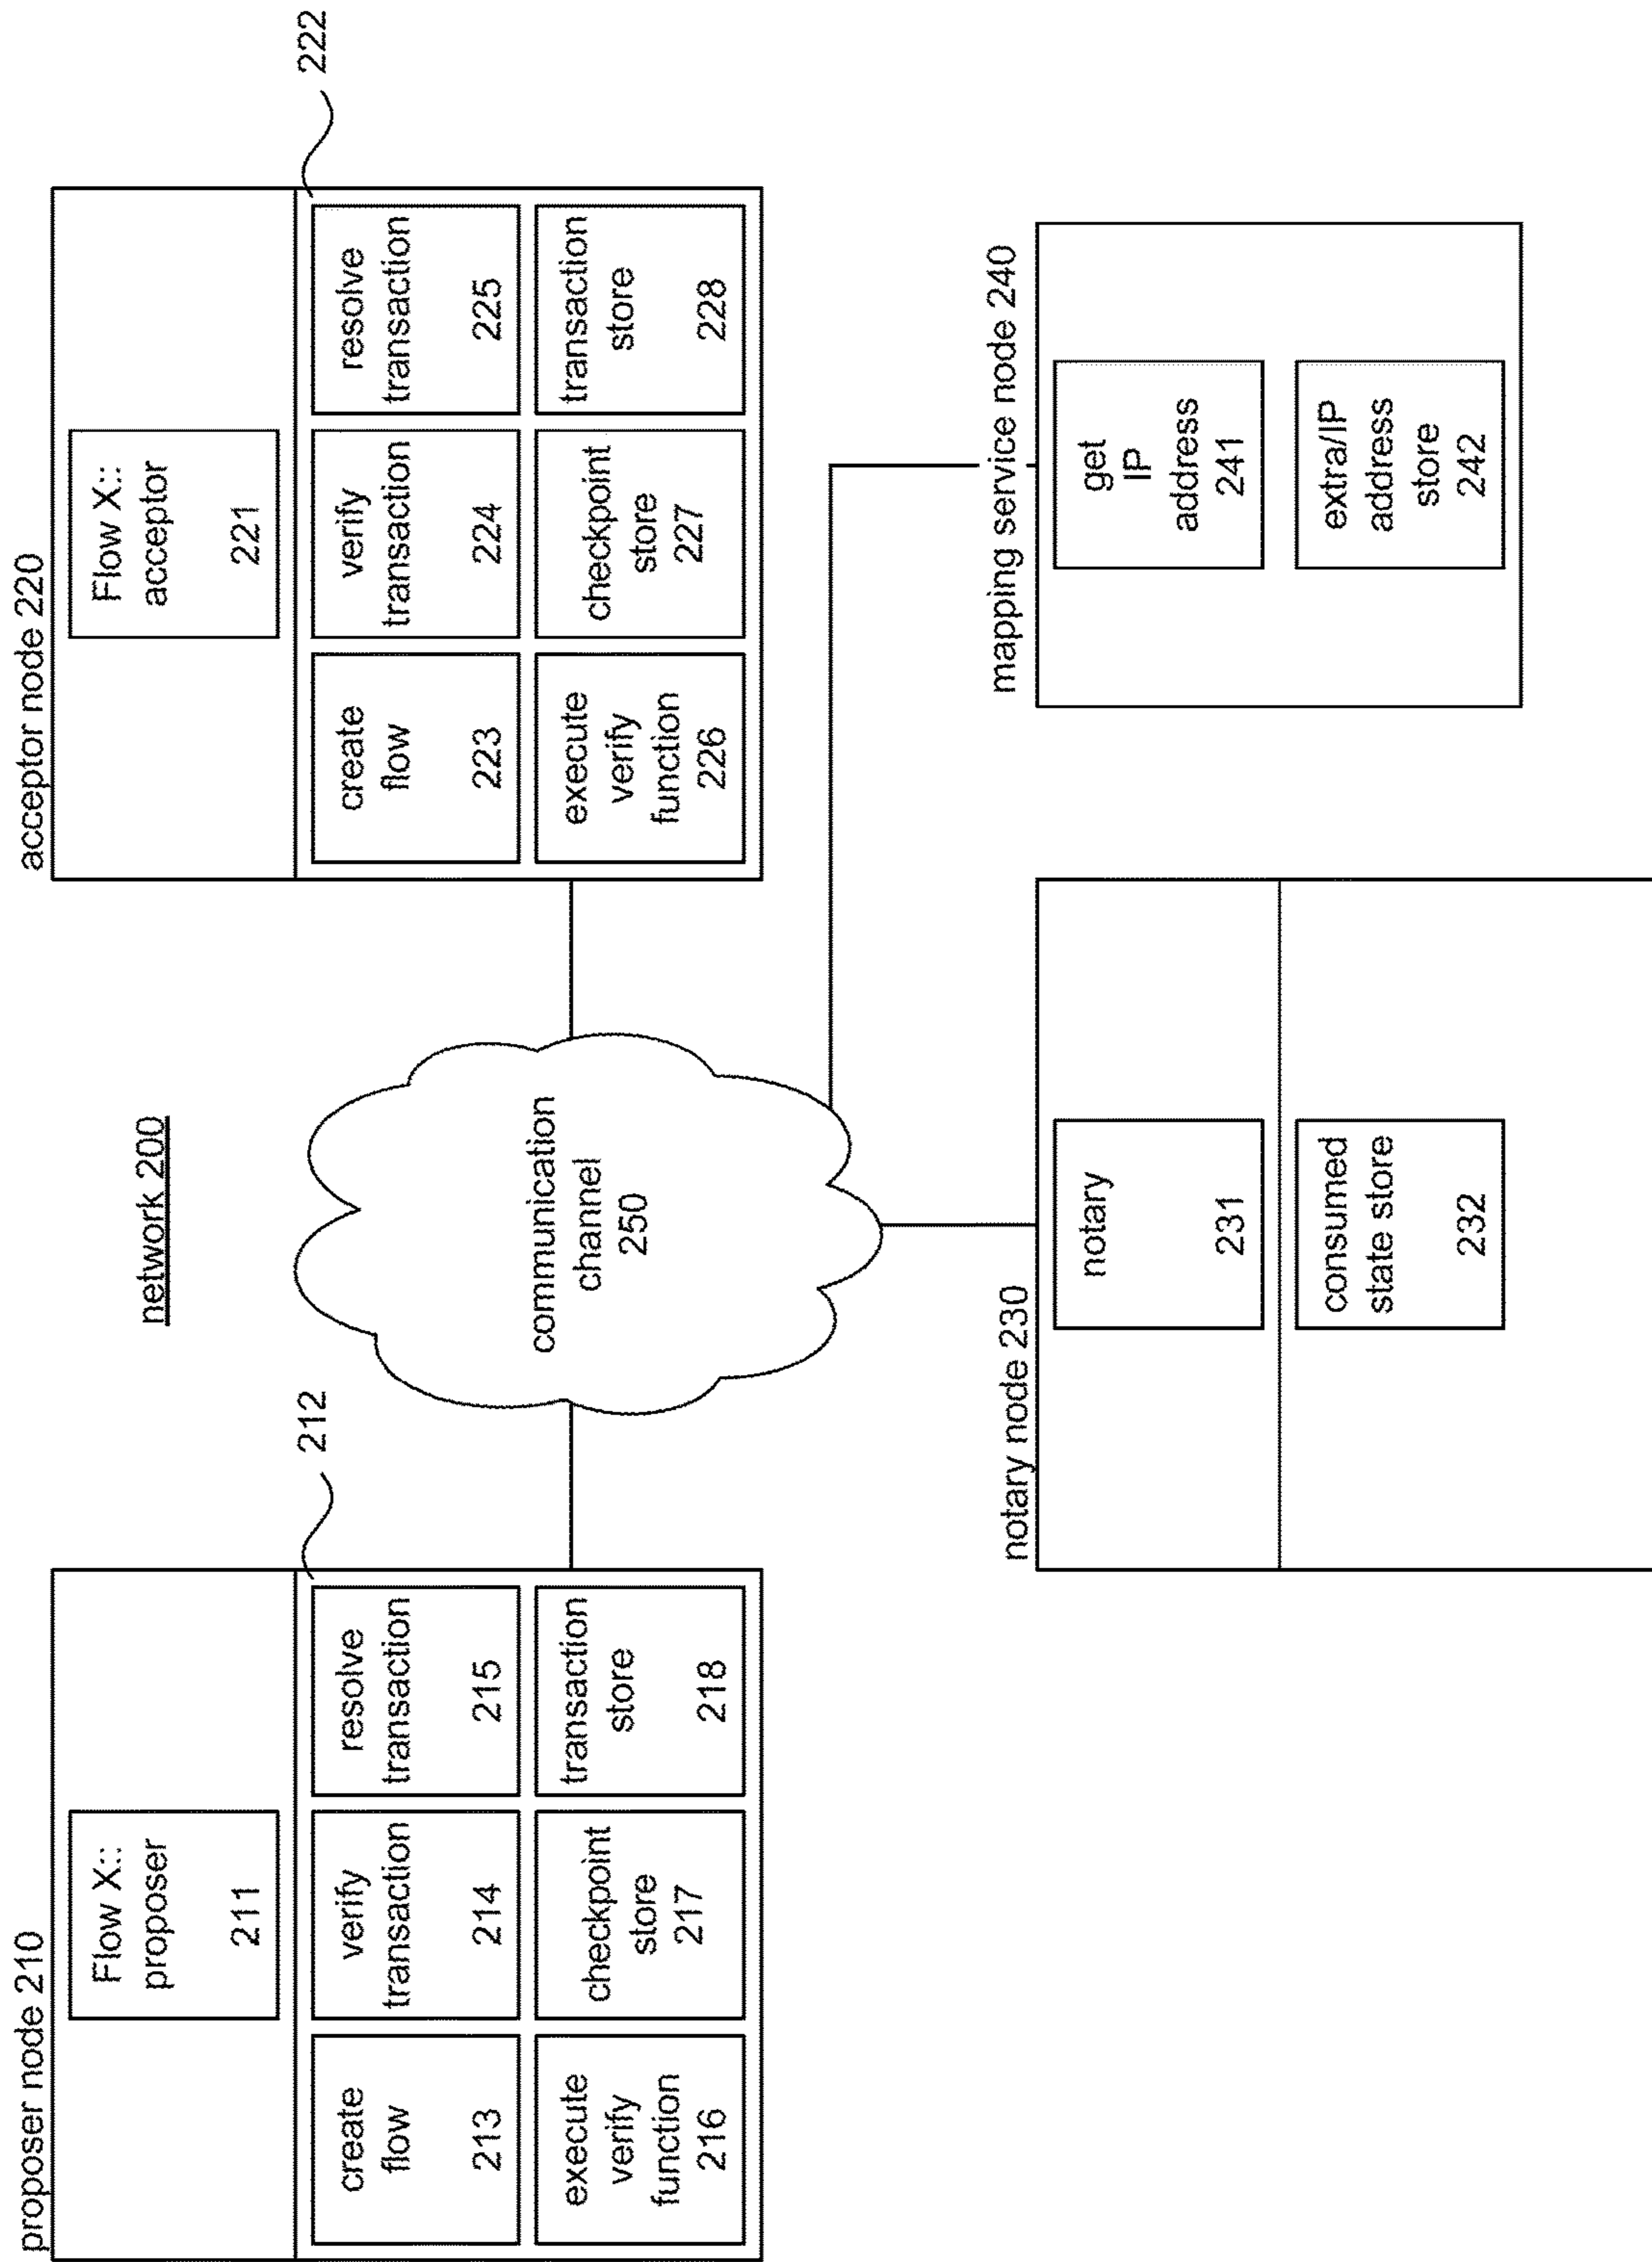 network 200
proposer node 210
Flow X::
proposer
211
212
create
flow
213
verify
transaction
214
resolve
transaction
215
execute
verify
function
216
checkpoint
store
217
transaction
store
218
communication
channel
250
acceptor node 220
Flow X::
acceptor
221
222
create
flow
223
verify
transaction
224
resolve
transaction
225
execute
verify
function
226
checkpoint
store
227
transaction
store
228
notary node 230
notary
231
consumed
state store
232
mapping service node 240
get
IP
address
241
extra/IP
address
store
242